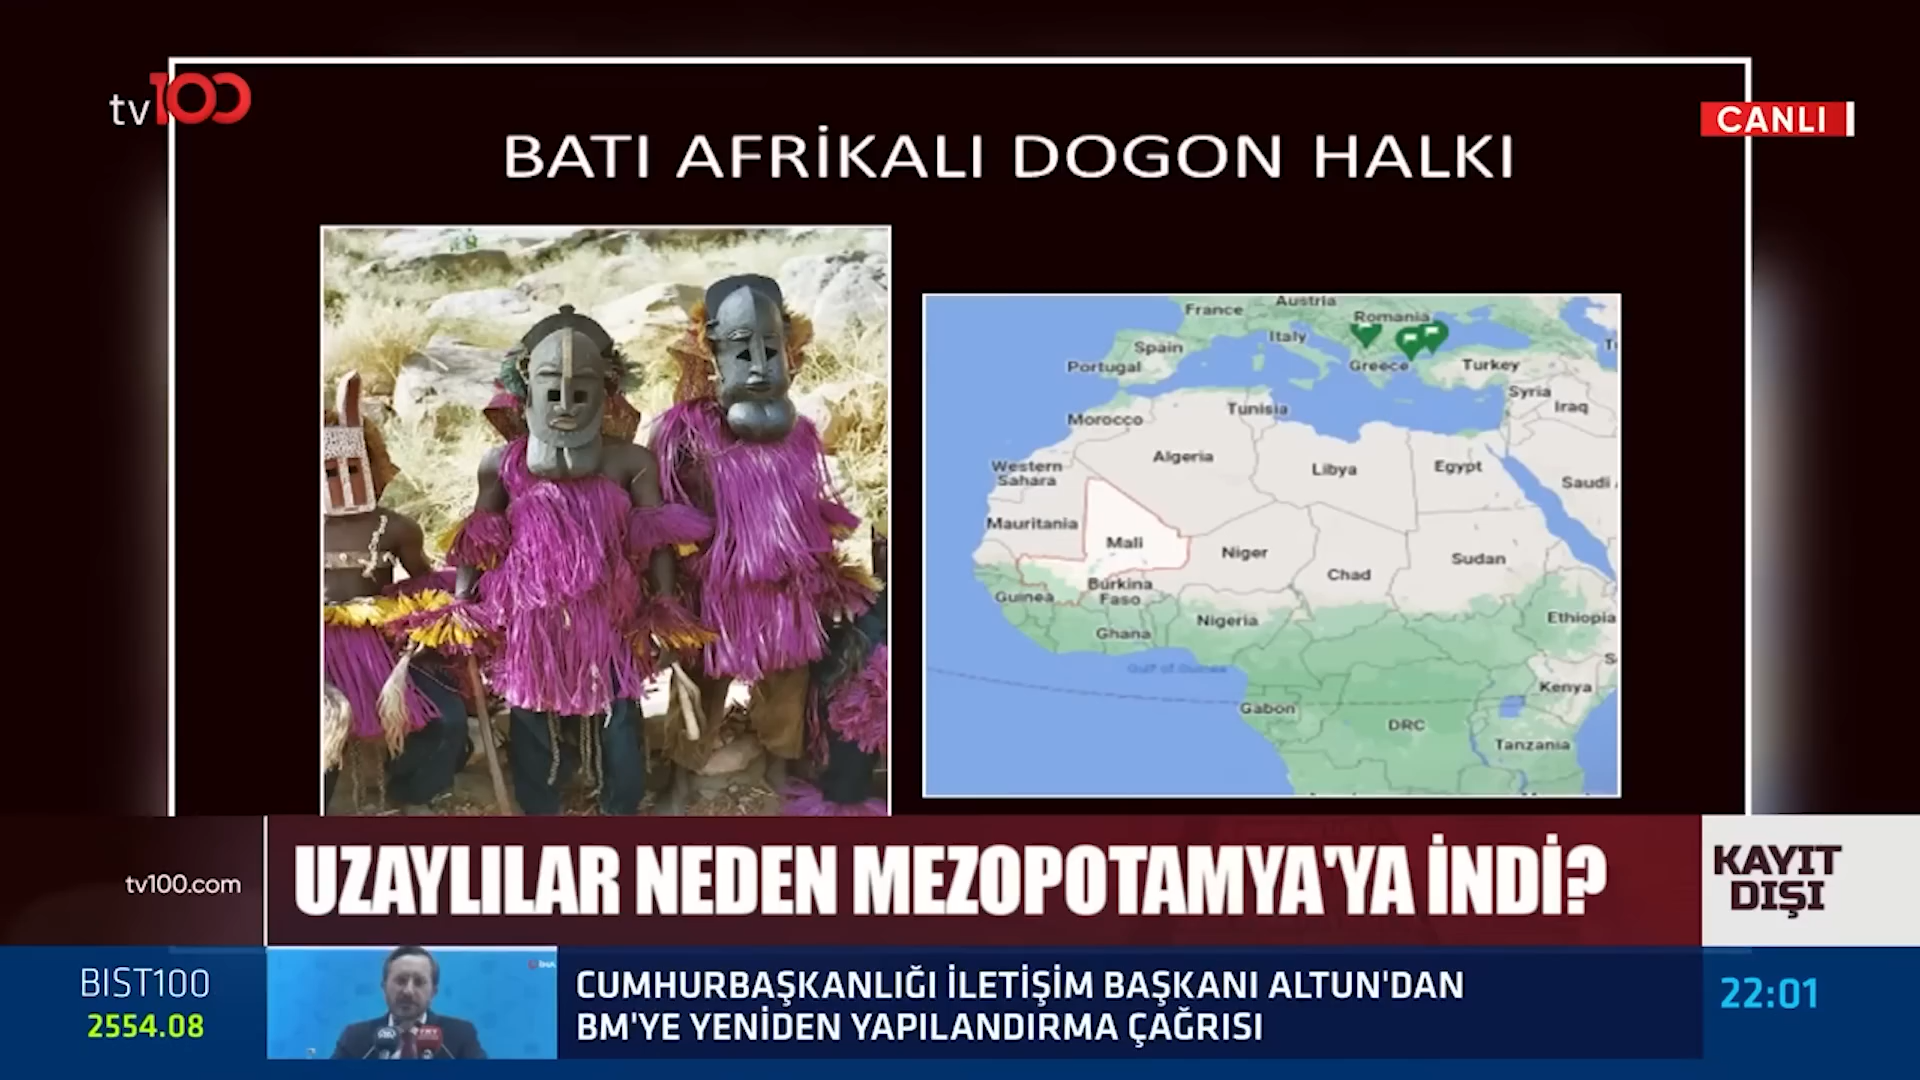 tv100
CANLI
BATI AFRİKALI DOGON HALKI
France
Austria
Romania
Italy
Spain
Portugal
Greece
Turkey
Syria
Iraq
Tunisia
Morocco
Algeria
Libya
Egypt
Western
Sahara
Saudi
Mauritania
Mali
Niger
Chad
Sudan
Burkina
Faso
Guinea
Ghana
Nigeria
Ethiopia
Gulf of Guinea
Gabon
DRC
Kenya
Tanzania
tv100.com
UZAYLILAR NEDEN MEZOPOTAMYA'YA İNDİ?
KAYIT
DIŞI
BIST100
2554.08
CUMHURBAŞKANLIĞI İLETİŞİM BAŞKANI ALTUN'DAN
BM'YE YENİDEN YAPILANDIRMA ÇAĞRISI
22:01